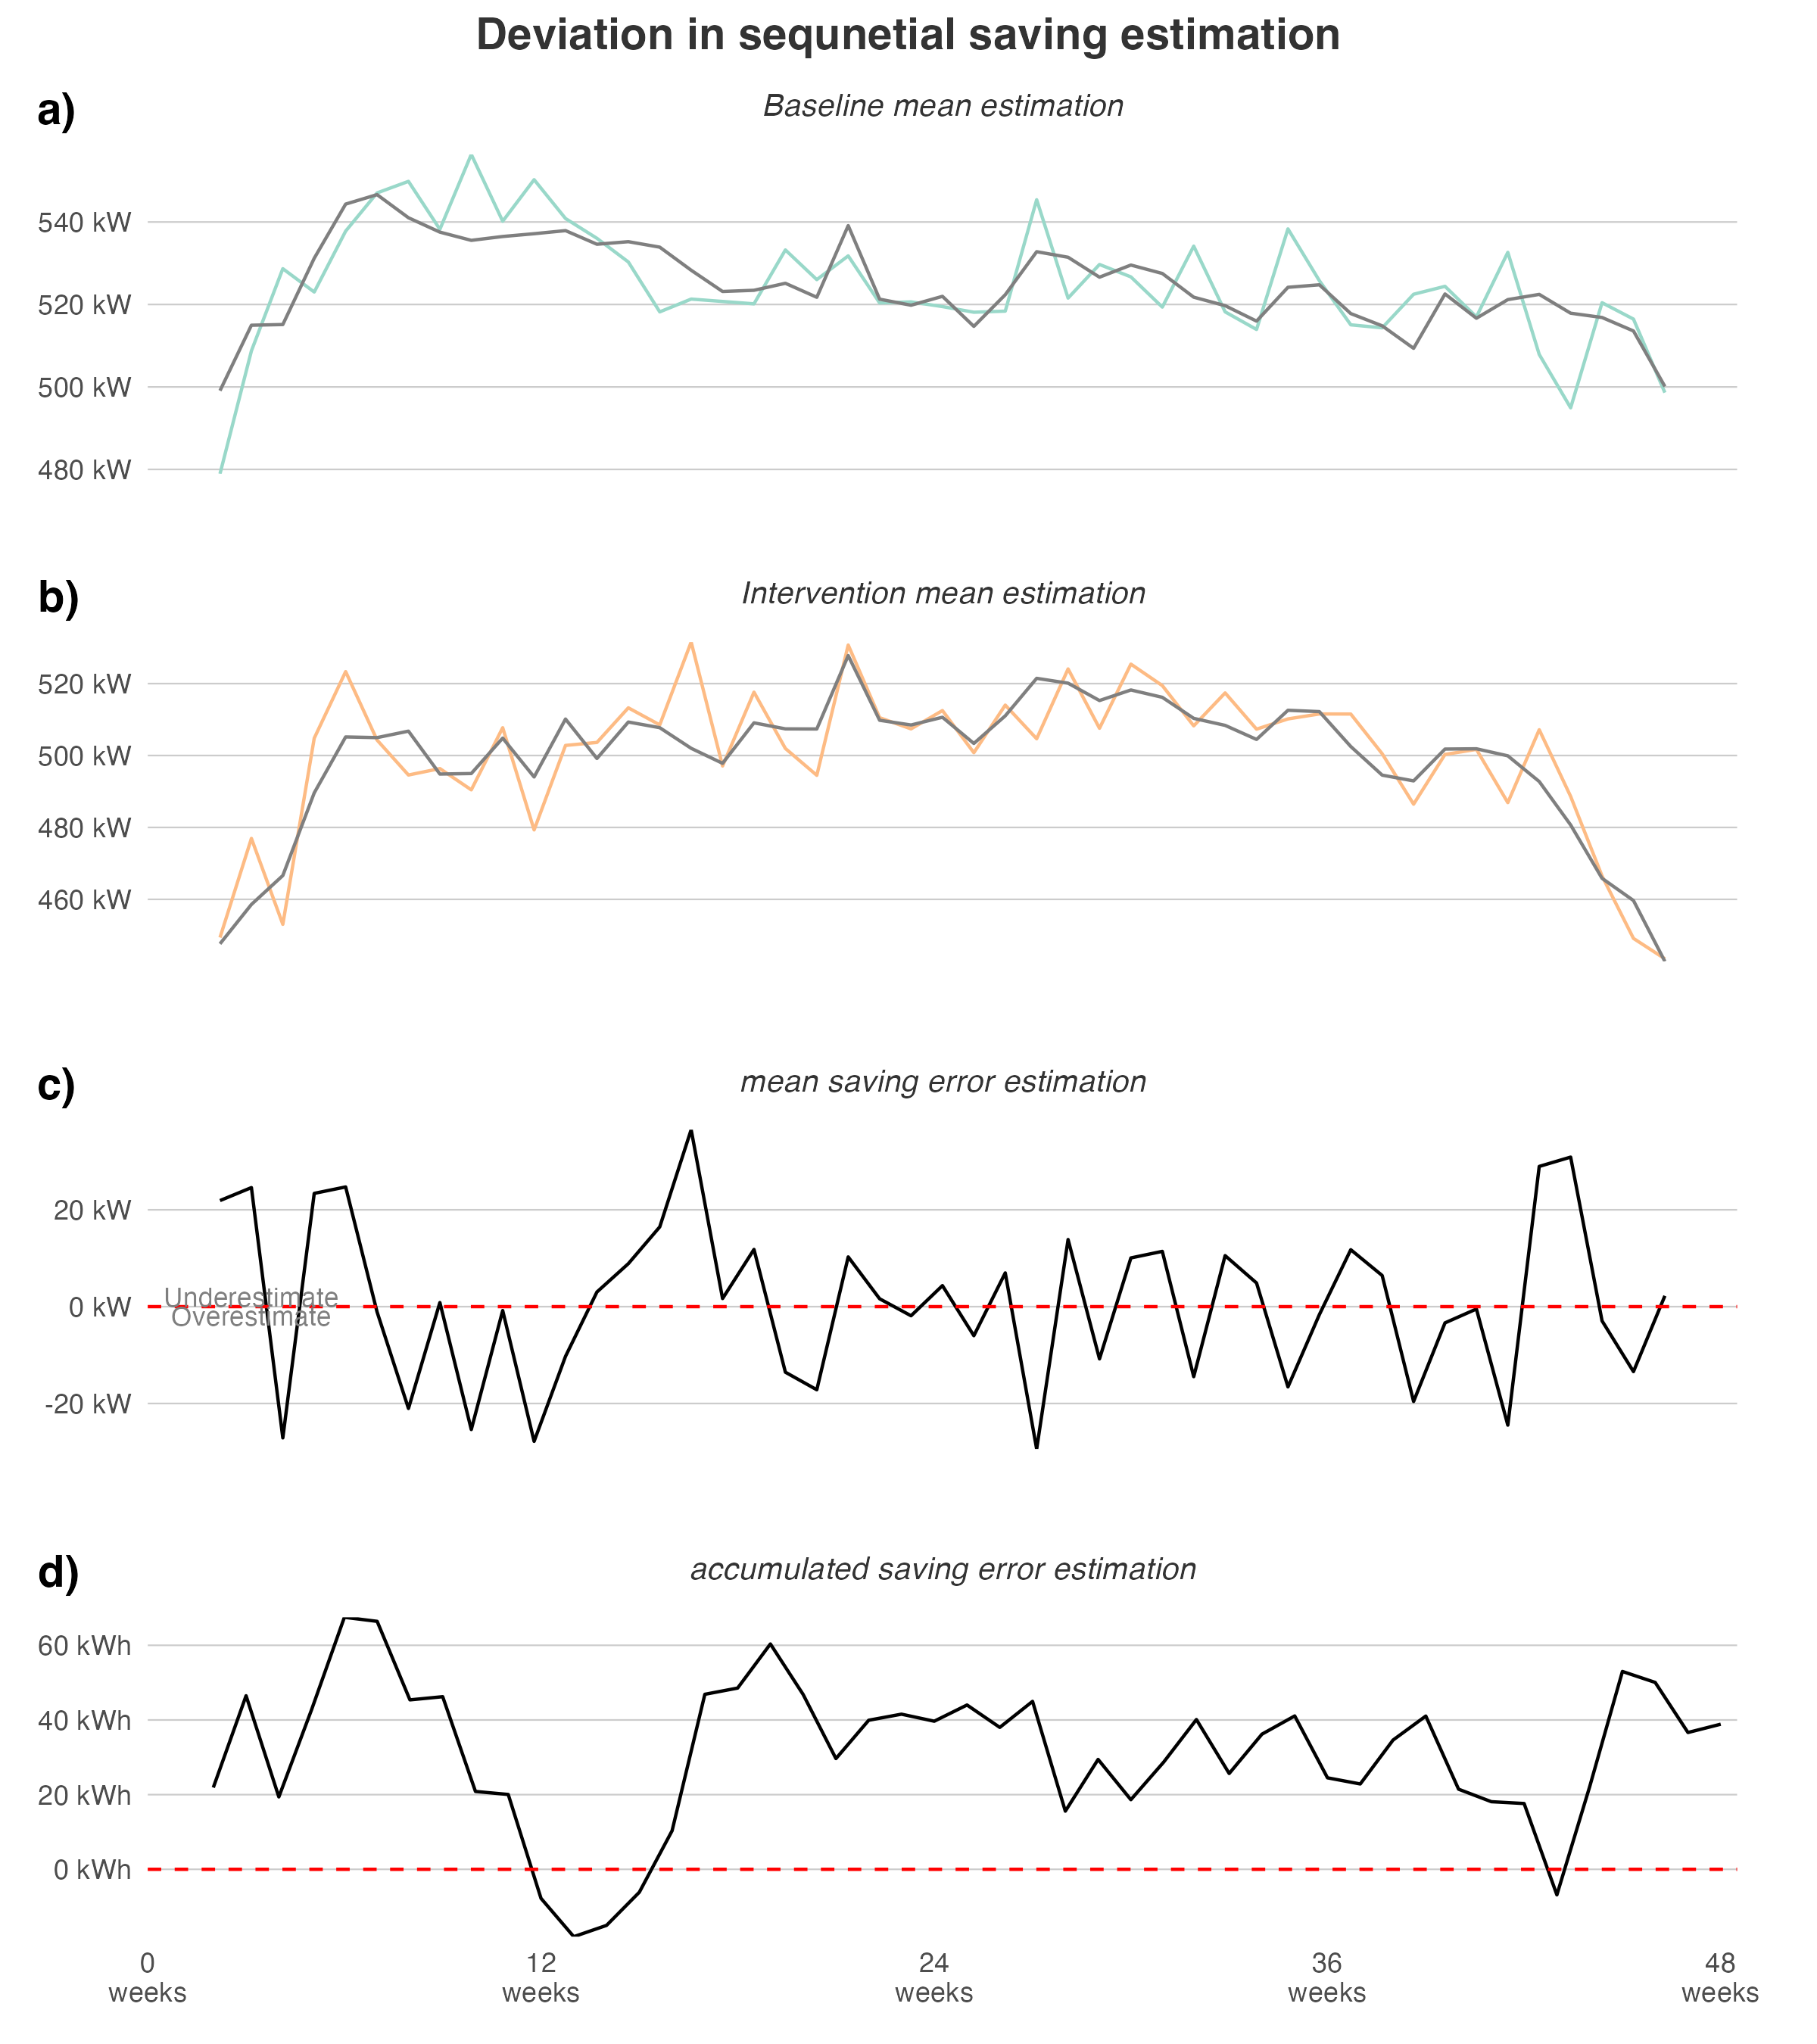 Deviation in sequnetial saving estimation
a)
Baseline mean estimation
540 kW
520 kW
500 kW
480 kW
b)
Intervention mean estimation
520 kW
500 kW
480 kW
460 kW
c)
mean saving error estimation
20 kW
Underestimate
0 kW
Overestimate
-20 kW
d)
accumulated saving error estimation
60 kWh
40 kWh
20 kWh
0 kWh
0 12 24 36 48
weeks weeks weeks weeks weeks